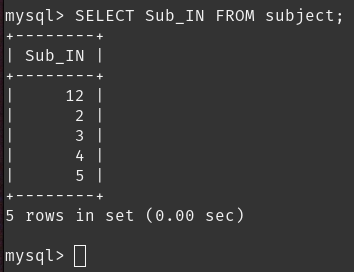 mysql> SELECT Sub_IN FROM subject;
+--------+
| Sub_IN |
+--------+
|     12 |
|      2 |
|      3 |
|      4 |
|      5 |
+--------+
5 rows in set (0.00 sec)
mysql>